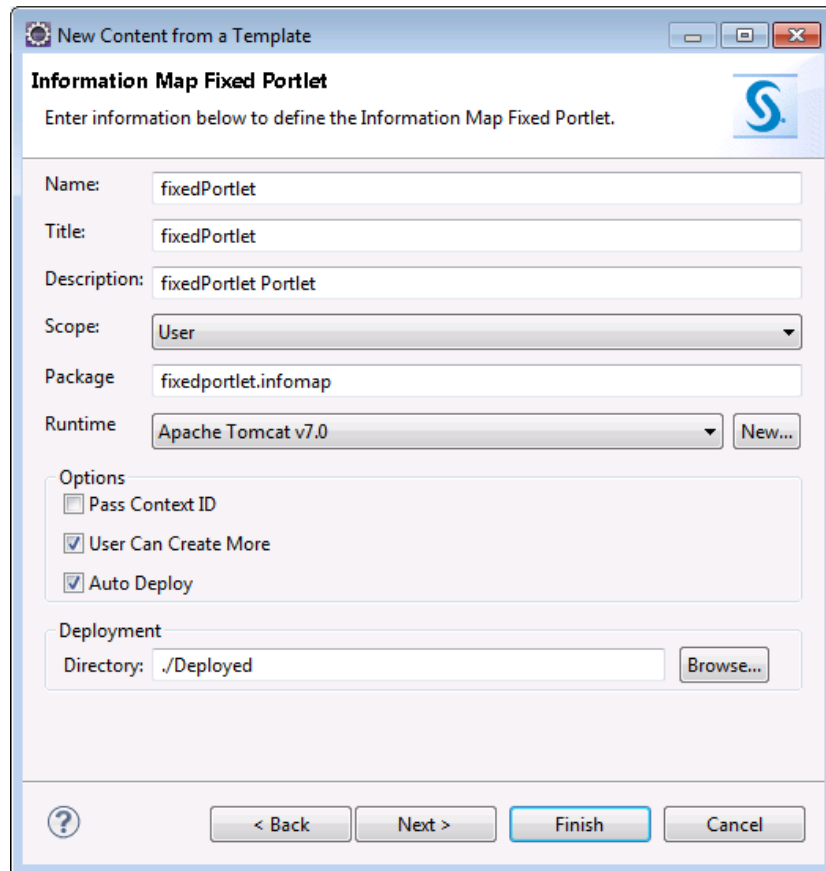 New Content from a Template
Information Map Fixed Portlet
Enter information below to define the Information Map Fixed Portlet.
Name: fixedPortlet
Title: fixedPortlet
Description: fixedPortlet Portlet
Scope: User
Package fixedportlet.infomap
Runtime Apache Tomcat v7.0 New...
Options
Pass Context ID
User Can Create More
Auto Deploy
Deployment
Directory: ./Deployed Browse...
? < Back Next > Finish Cancel